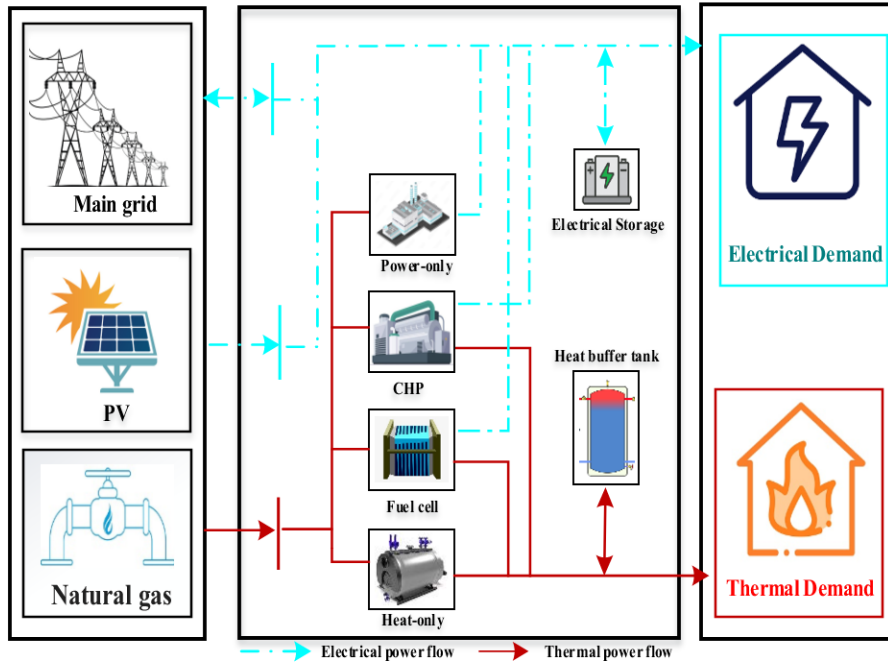 Main grid
PV
Natural gas
Power-only
CHP
Fuel cell
Heat-only
Electrical Storage
Heat buffer tank
Electrical Demand
Thermal Demand
Electrical power flow
Thermal power flow